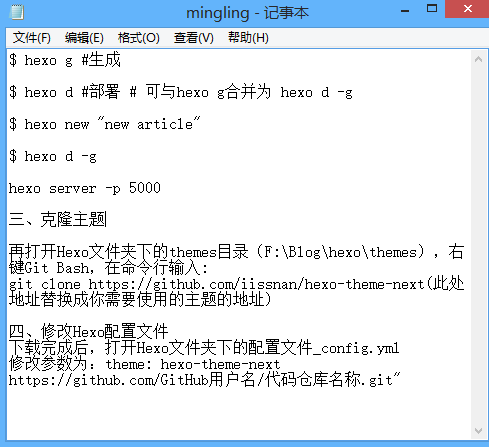 mingling - 记事本
文件(F) 编辑(E) 格式(O) 查看(V) 帮助(H)
$ hexo g #生成
$ hexo d #部署 # 可与hexo g合并为 hexo d -g
$ hexo new "new article"
$ hexo d -g
hexo server -p 5000
三、克隆主题
再打开Hexo文件夹下的themes目录（F:\Blog\hexo\themes），右
键Git Bash，在命令行输入：
git clone https://github.com/iissnan/hexo-theme-next(此处
地址替换成你需要使用的主题的地址)
四、修改Hexo配置文件
下载完成后，打开Hexo文件夹下的配置文件_config.yml
修改参数为：theme: hexo-theme-next
https://github.com/GitHub用户名/代码仓库名称.git"